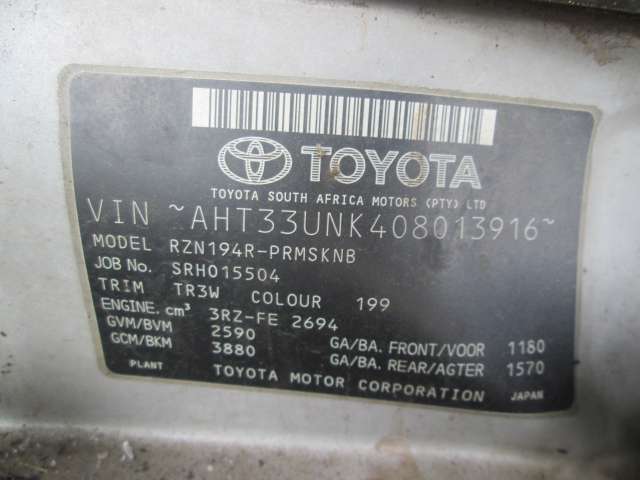 TOYOTA
TOYOTA SOUTH AFRICA MOTORS (PTY) LTD
VIN ~AHT33UNK408013916~
MODEL RZN194R-PRMSKNB
JOB No. SRH015504
TRIM TR3W COLOUR 199
ENGINE. cm³ 3RZ-FE 2694
GVM/BVM 2590 GA/BA. FRONT/VOOR 1180
GCM/BKM 3880 GA/BA. REAR/AGTER 1570
PLANT TOYOTA MOTOR CORPORATION JAPAN